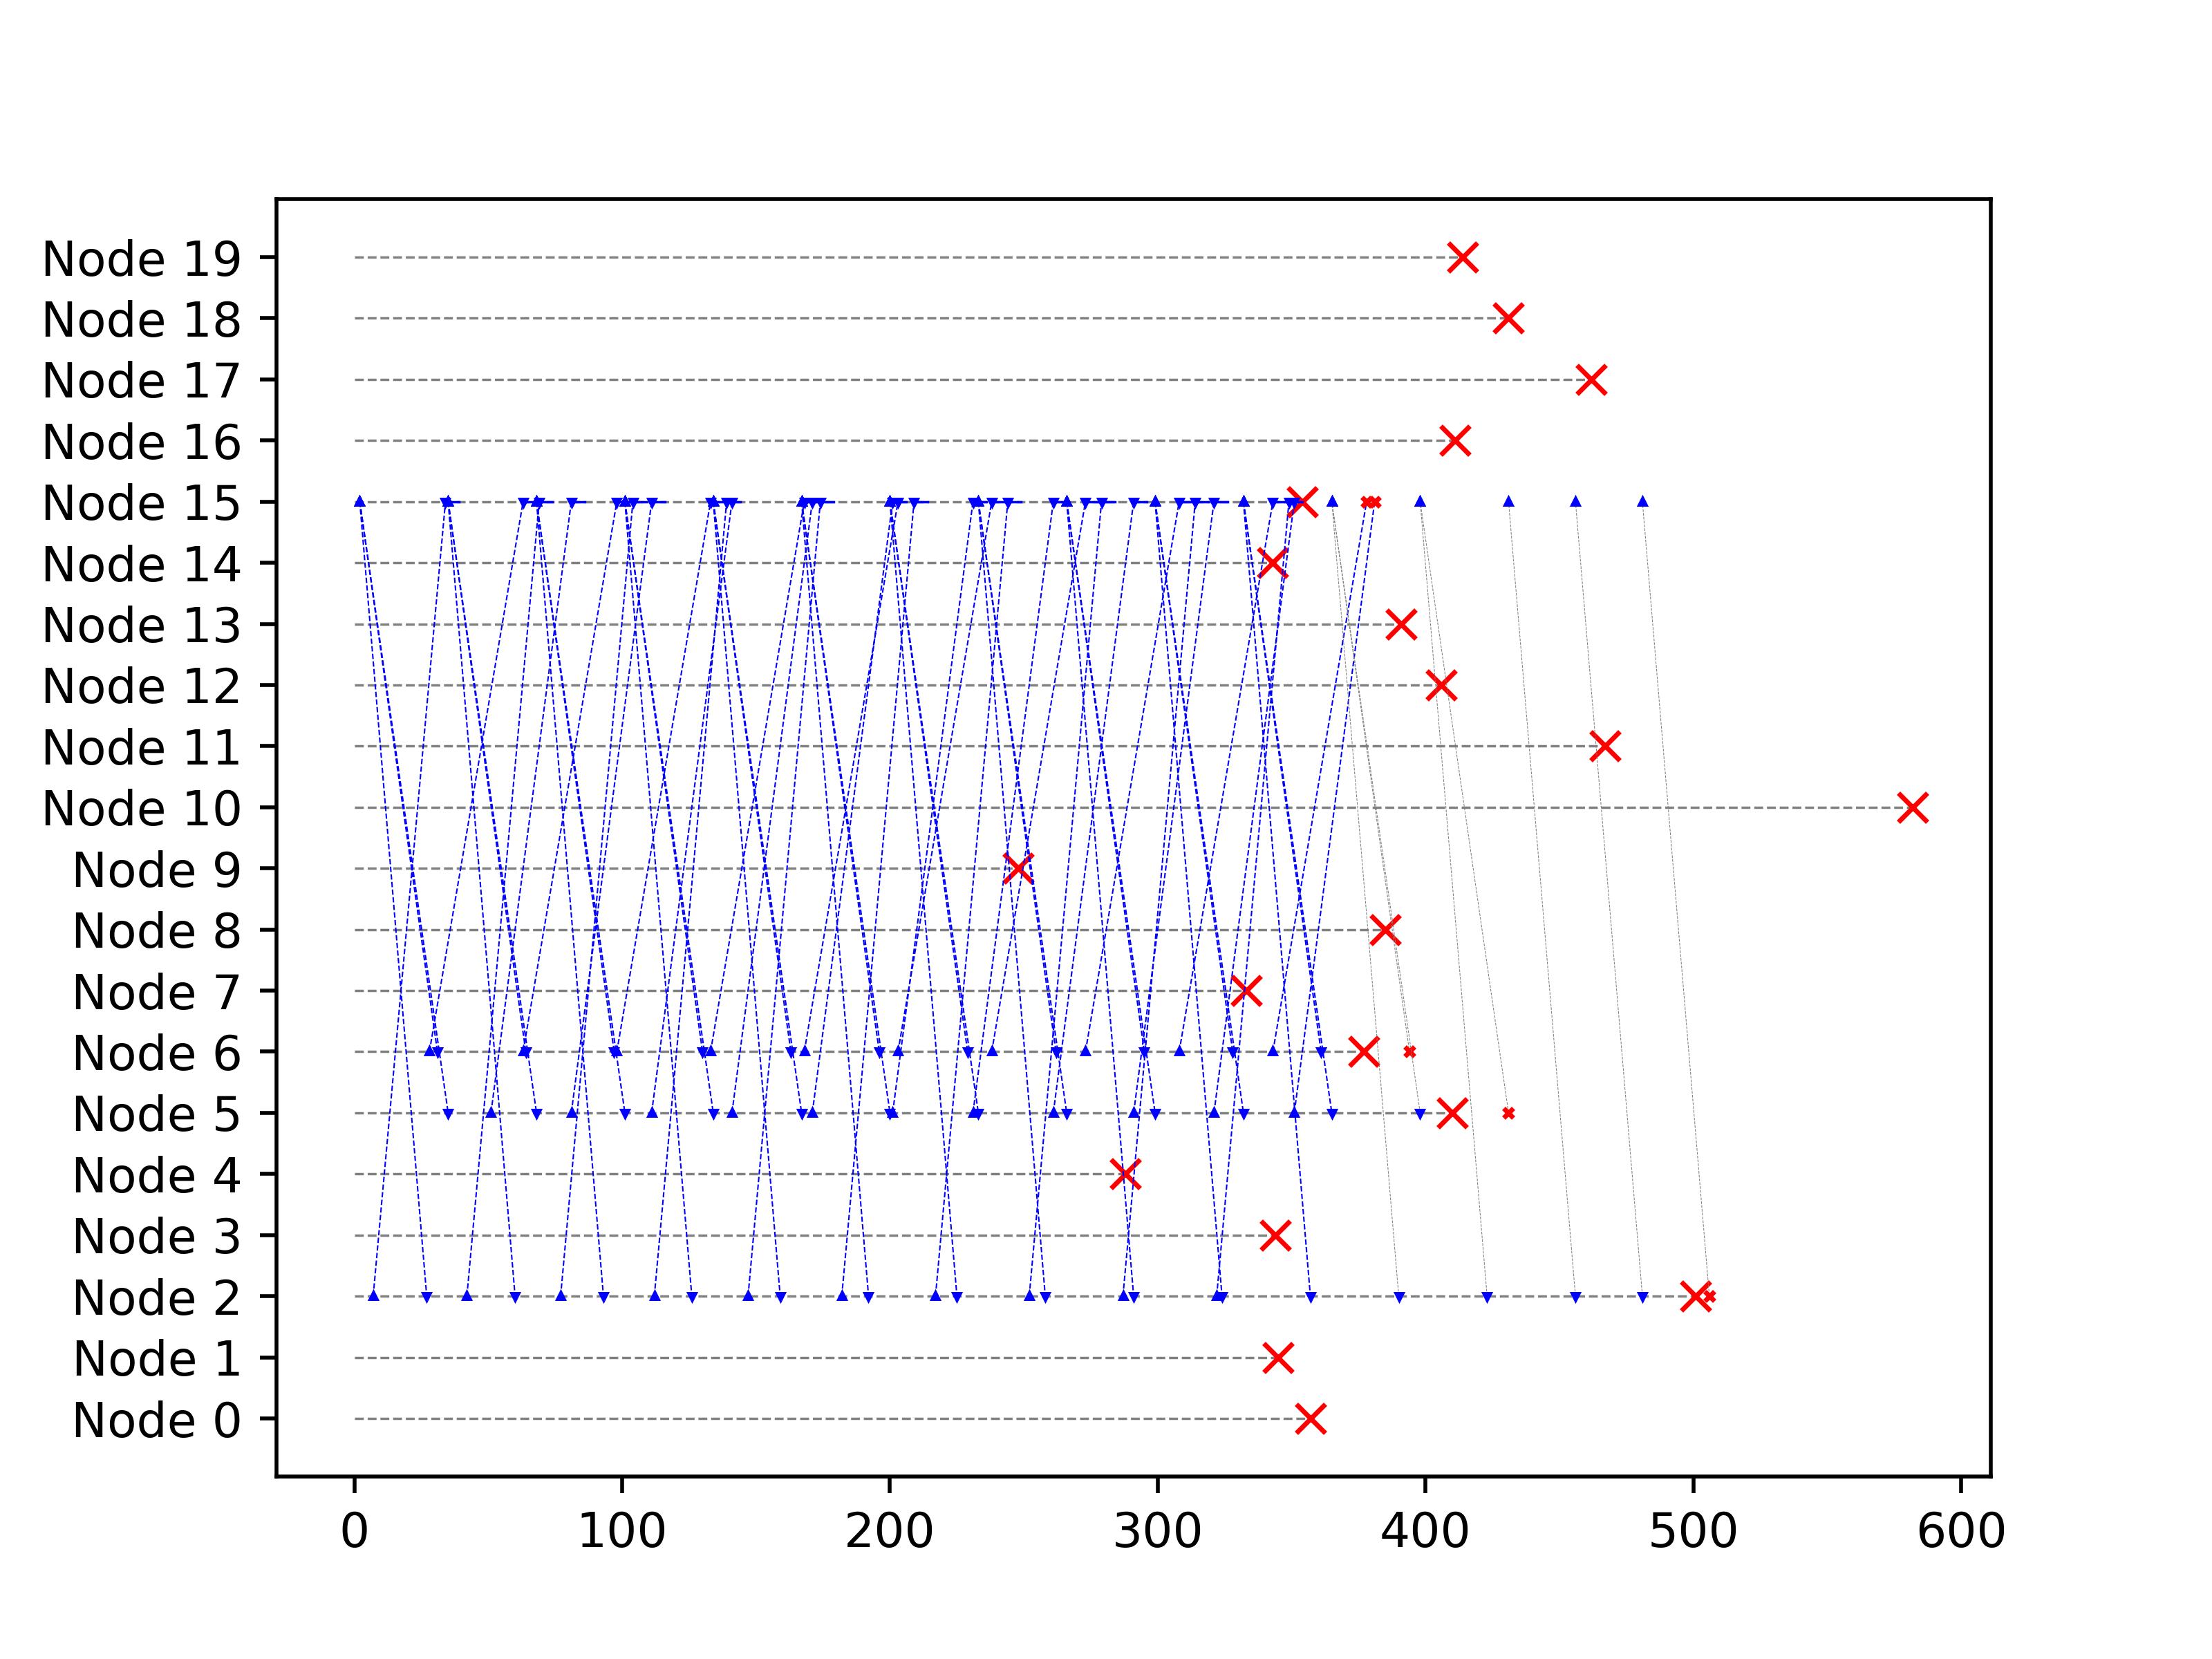 Node 19
Node 18
Node 17
Node 16
Node 15
Node 14
Node 13
Node 12
Node 11
Node 10
Node 9
Node 8
Node 7
Node 6
Node 5
Node 4
Node 3
Node 2
Node 1
Node 0
0 100 200 300 400 500 600